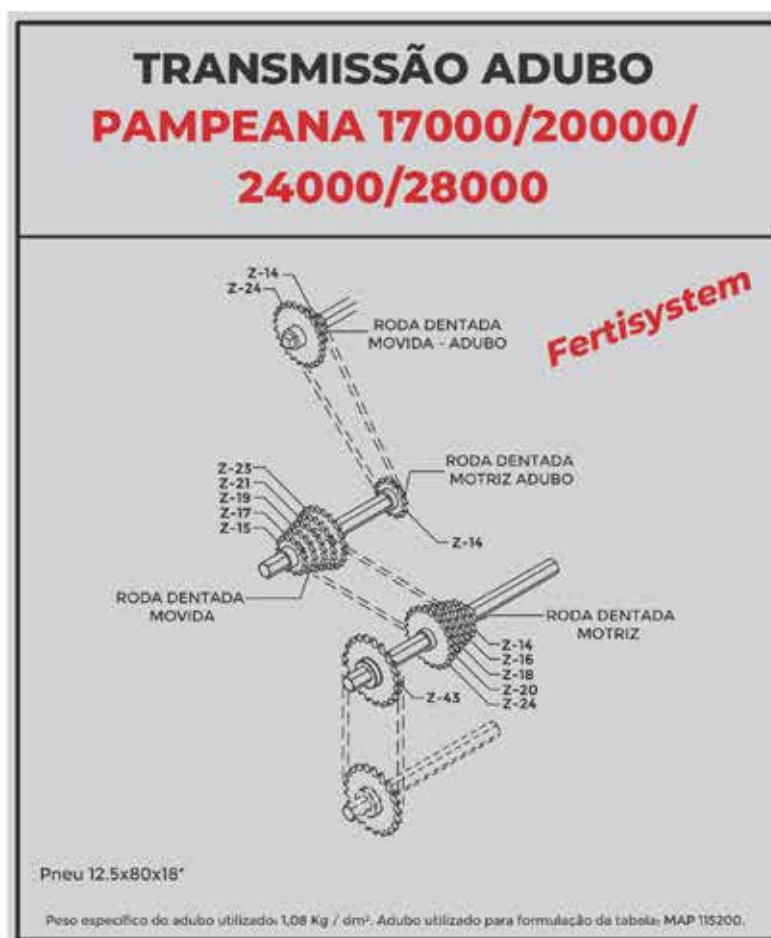 TRANSMISSÃO ADUBO
PAMPEANA 17000/20000/
24000/28000
Fertisystem
Z-14
Z-24
RODA DENTADA
MOVIDA - ADUBO
RODA DENTADA
MOTRIZ ADUBO
Z-14
Z-23
Z-21
Z-19
Z-17
Z-15
RODA DENTADA
MOVIDA
RODA DENTADA
MOTRIZ
Z-14
Z-16
Z-18
Z-20
Z-24
Z-43
Pneu 12.5x80x18"
Peso específico do adubo utilizado: 1,08 Kg / dm³. Adubo utilizado para formulação da tabela: MAP 115200.